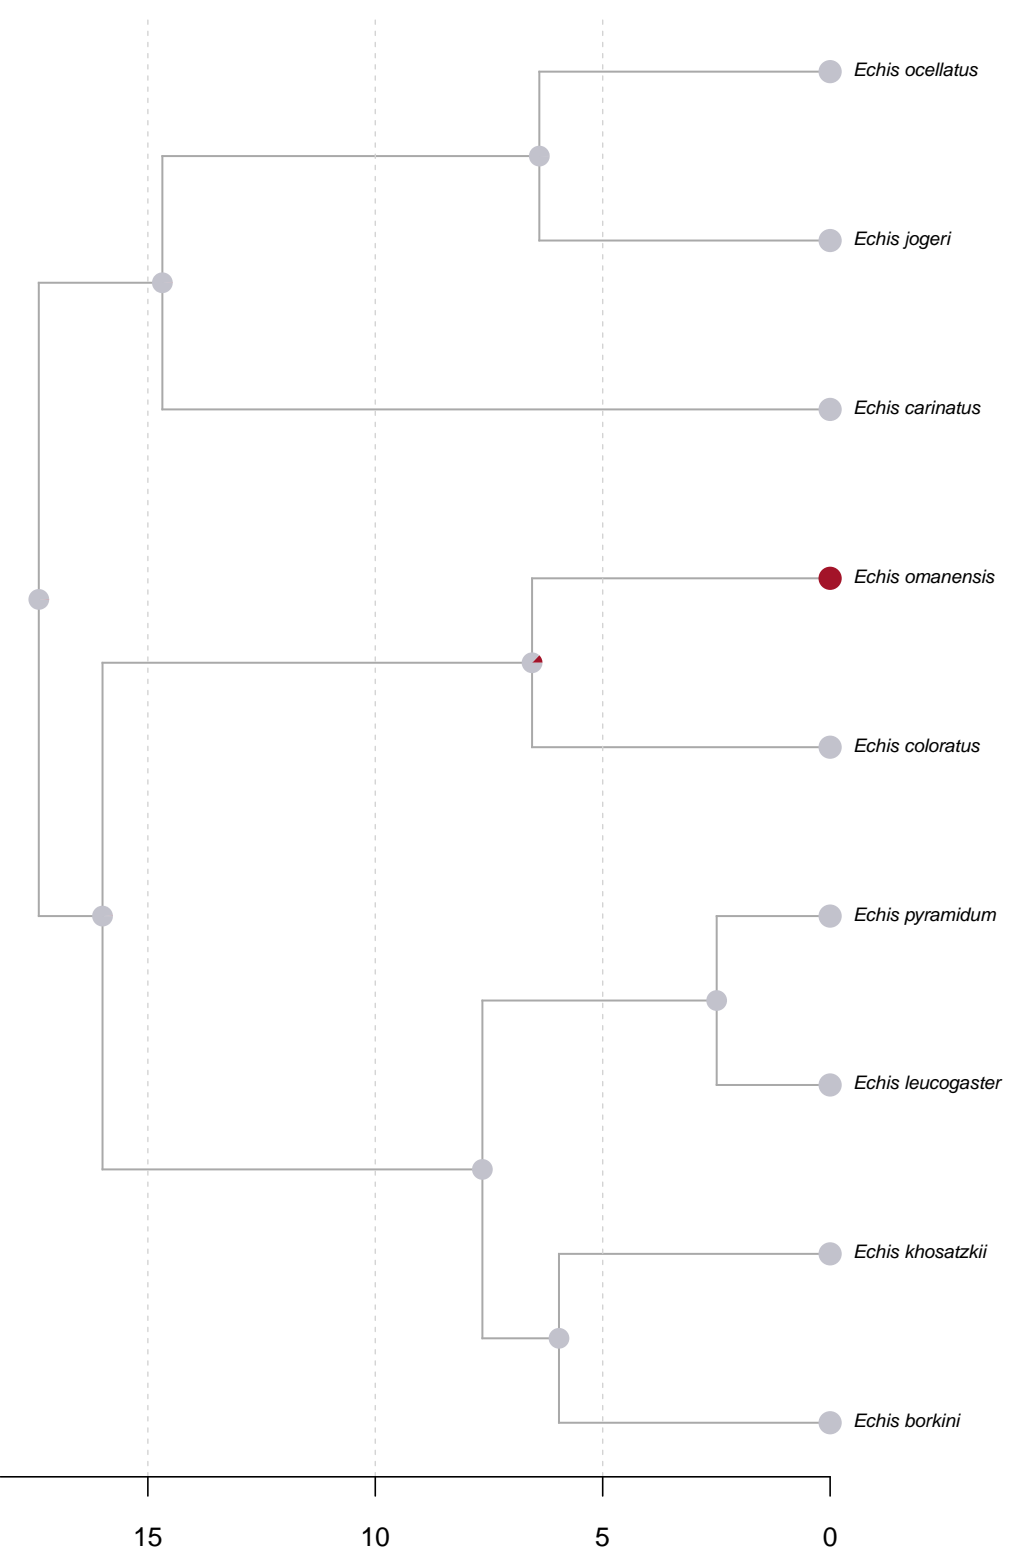 Echis ocellatus
Echis jogeri
Echis carinatus
Echis omanensis
Echis coloratus
Echis pyramidum
Echis leucogaster
Echis khosatzkii
Echis borkini
15 10 5 0